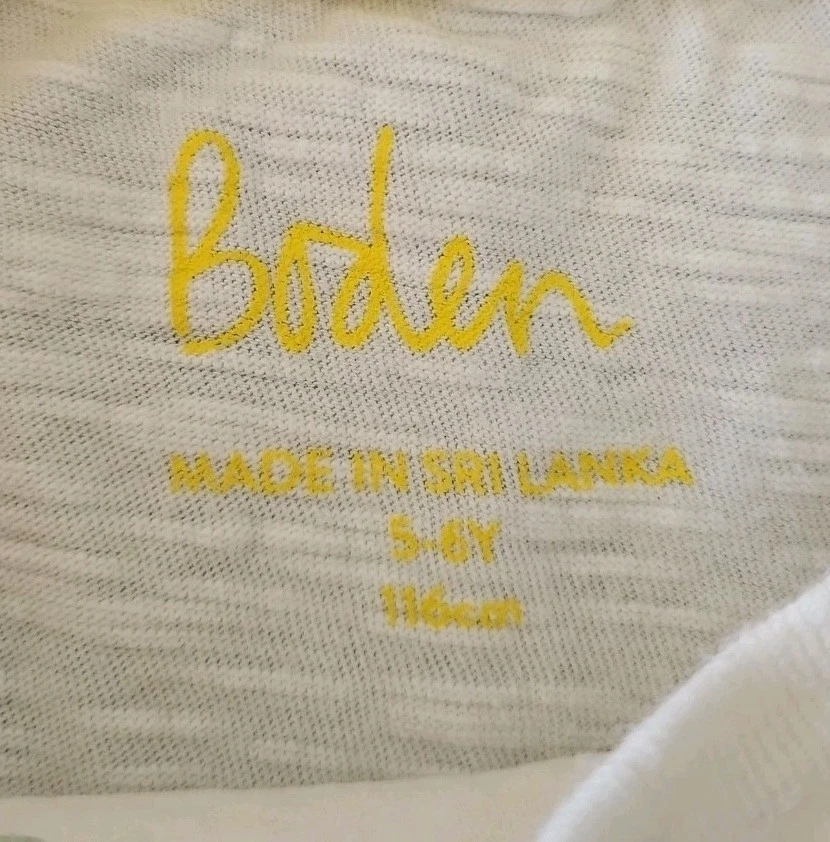 Boden
MADE IN SRI LANKA
5-6Y
116cm